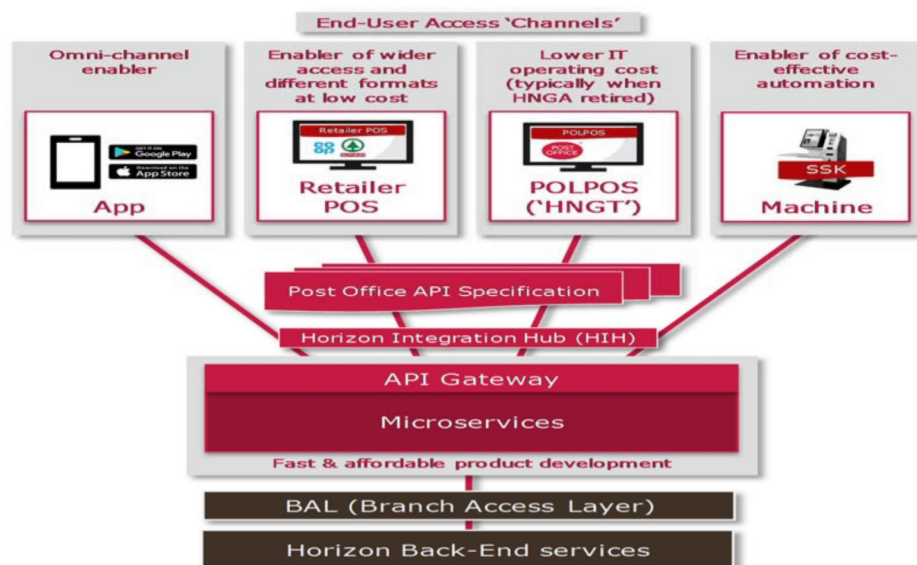 End-User Access ‘Channels’
Omni-channel
enabler
GET IT ON
Google Play
Download on the
App Store
App
Enabler of wider
access and
different formats
at low cost
Retailer POS
co
op
SPAR
Retailer
POS
Lower IT
operating cost
(typically when
HNGA retired)
POLPOS
POST
OFFICE
POLPOS
(‘HNGT’)
Enabler of cost-
effective
automation
SSK
Machine
Post Office API Specification
Horizon Integration Hub (HIH)
API Gateway
Microservices
Fast & affordable product development
BAL (Branch Access Layer)
Horizon Back-End services